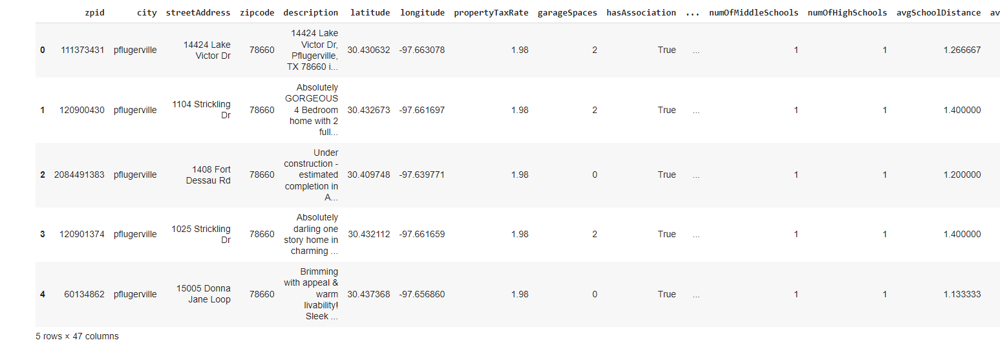 zpid city streetAddress zipcode description latitude longitude propertyTaxRate garageSpaces hasAssociation ... numOfMiddleSchools numOfHighSchools avgSchoolDistance av
14424 Lake
14424 Lake Victor Dr,
0 111373431 pflugerville Victor Dr 78660 Pflugerville, 30.430632 -97.663078 1.98 2 True ... 1 1 1.266667
TX 78660 i...
Absolutely
GORGEOUS
1 120900430 pflugerville 1104 Strickling Dr 78660 4 Bedroom 30.432673 -97.661697 1.98 2 True ... 1 1 1.400000
home with 2
full...
Under
construction -
2 2084491383 pflugerville 1408 Fort Dessau Rd 78660 estimated 30.409748 -97.639771 1.98 0 True ... 1 1 1.200000
completion in
A...
Absolutely
darling one
3 120901374 pflugerville 1025 Strickling Dr 78660 story home in 30.432112 -97.661659 1.98 2 True ... 1 1 1.400000
charming ...
Brimming
with appeal &
4 60134862 pflugerville 15005 Donna Jane Loop 78660 warm 30.437368 -97.656860 1.98 0 True ... 1 1 1.133333
livability!
Sleek ...
5 rows × 47 columns